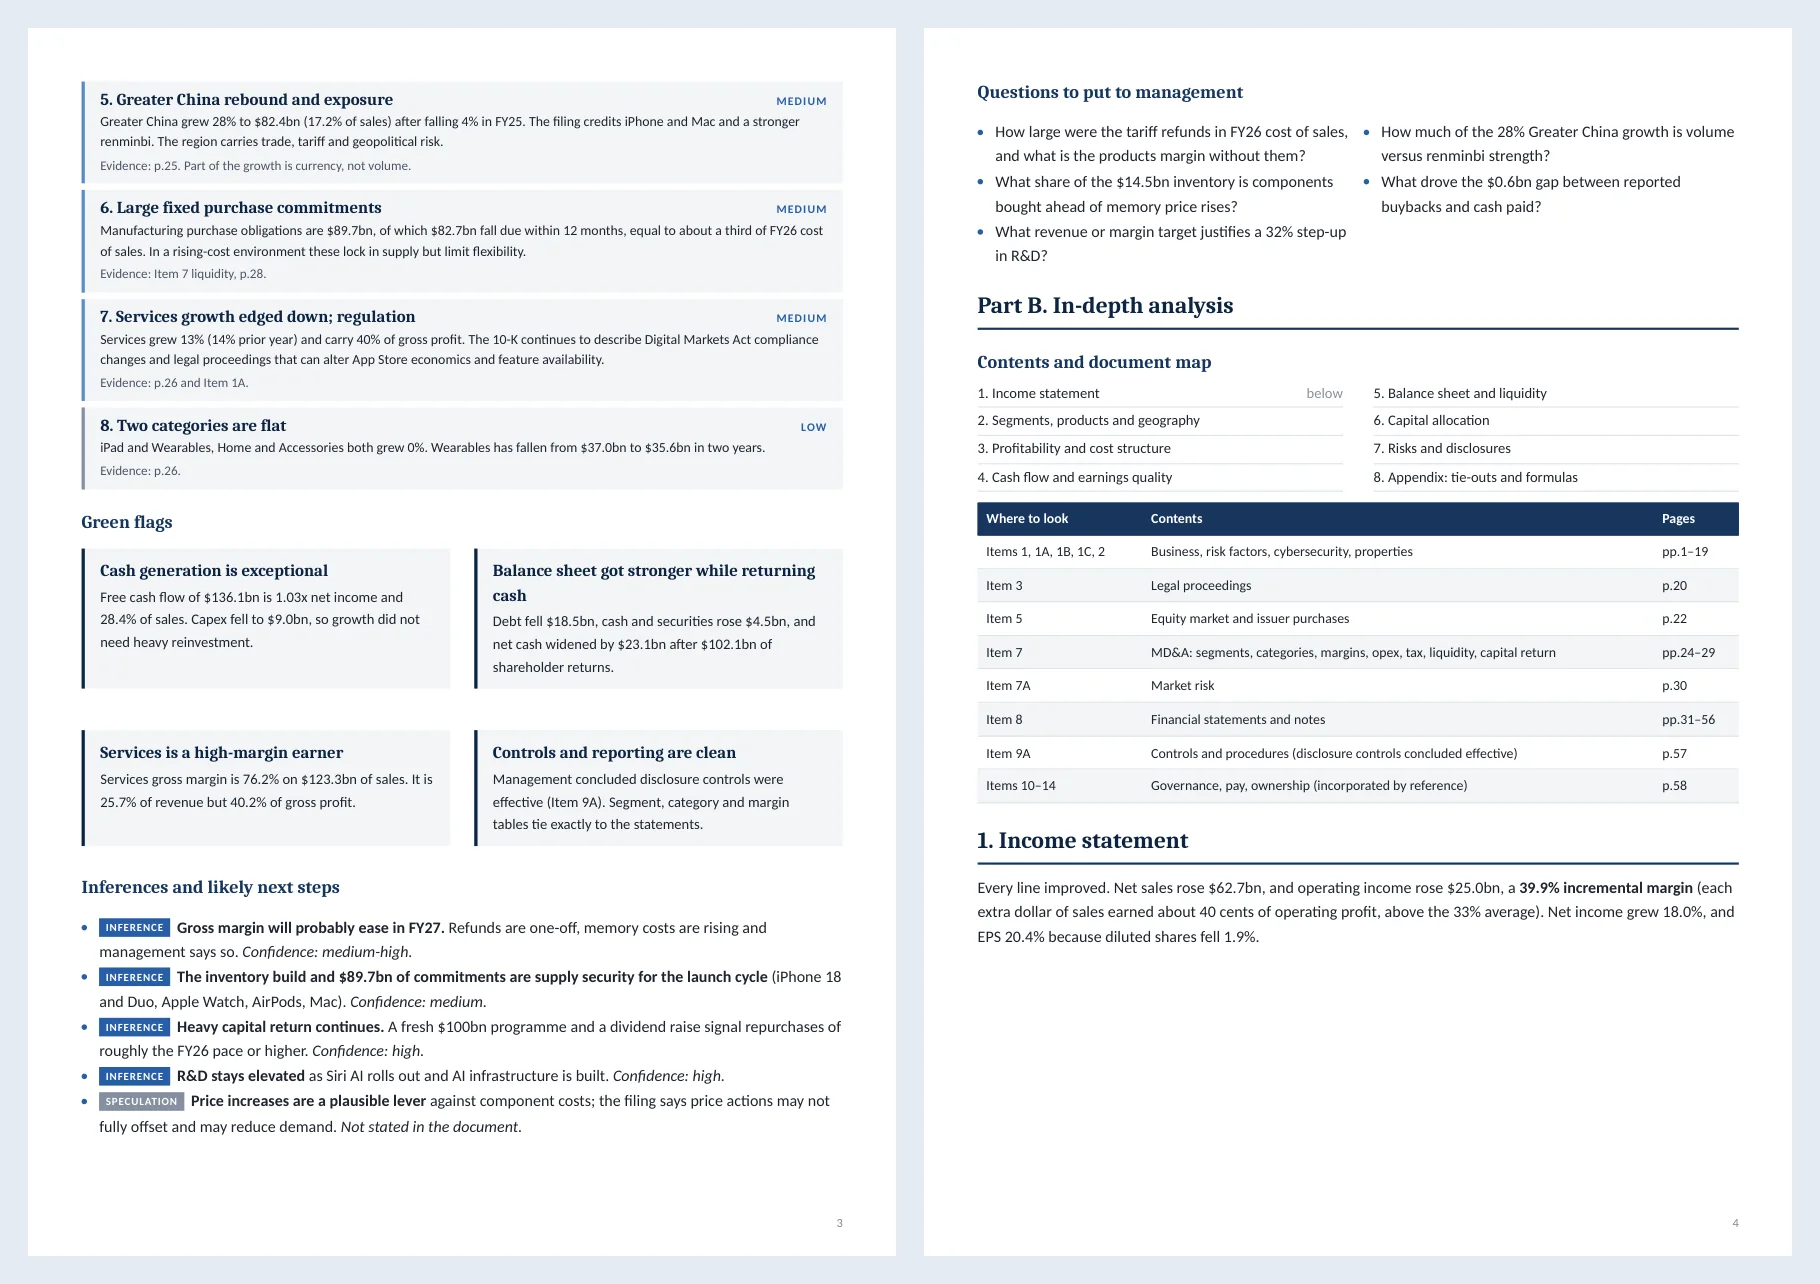 5. Greater China rebound and exposure
MEDIUM
Greater China grew 28% to $82.4bn (17.2% of sales) after falling 4% in FY25. The filing credits iPhone and Mac and a stronger
renminbi. The region carries trade, tariff and geopolitical risk.
Evidence: p.25. Part of the growth is currency, not volume.
6. Large fixed purchase commitments
MEDIUM
Manufacturing purchase obligations are $89.7bn, of which $82.7bn fall due within 12 months, equal to about a third of FY26 cost
of sales. In a rising-cost environment these lock in supply but limit flexibility.
Evidence: Item 7 liquidity, p.28.
7. Services growth edged down; regulation
MEDIUM
Services grew 13% (14% prior year) and carry 40% of gross profit. The 10-K continues to describe Digital Markets Act compliance
changes and legal proceedings that can alter App Store economics and feature availability.
Evidence: p.26 and Item 1A.
8. Two categories are flat
LOW
iPad and Wearables, Home and Accessories both grew 0%. Wearables has fallen from $37.0bn to $35.6bn in two years.
Evidence: p.26.
Green flags
Cash generation is exceptional
Free cash flow of $136.1bn is 1.03x net income and
28.4% of sales. Capex fell to $9.0bn, so growth did not
need heavy reinvestment.
Balance sheet got stronger while returning
cash
Debt fell $18.5bn, cash and securities rose $4.5bn, and
net cash widened by $23.1bn after $102.1bn of
shareholder returns.
Services is a high-margin earner
Services gross margin is 76.2% on $123.3bn of sales. It is
25.7% of revenue but 40.2% of gross profit.
Controls and reporting are clean
Management concluded disclosure controls were
effective (Item 9A). Segment, category and margin
tables tie exactly to the statements.
Inferences and likely next steps
• INFERENCE Gross margin will probably ease in FY27. Refunds are one-off, memory costs are rising and
management says so. Confidence: medium-high.
• INFERENCE The inventory build and $89.7bn of commitments are supply security for the launch cycle (iPhone 18
and Duo, Apple Watch, AirPods, Mac). Confidence: medium.
• INFERENCE Heavy capital return continues. A fresh $100bn programme and a dividend raise signal repurchases of
roughly the FY26 pace or higher. Confidence: high.
• INFERENCE R&D stays elevated as Siri AI rolls out and AI infrastructure is built. Confidence: high.
• SPECULATION Price increases are a plausible lever against component costs; the filing says price actions may not
fully offset and may reduce demand. Not stated in the document.
3
Questions to put to management
• How large were the tariff refunds in FY26 cost of sales,
and what is the products margin without them?
• What share of the $14.5bn inventory is components
bought ahead of memory price rises?
• What revenue or margin target justifies a 32% step-up
in R&D?
• How much of the 28% Greater China growth is volume
versus renminbi strength?
• What drove the $0.6bn gap between reported
buybacks and cash paid?
Part B. In-depth analysis
Contents and document map
1. Income statement below
2. Segments, products and geography
3. Profitability and cost structure
4. Cash flow and earnings quality
5. Balance sheet and liquidity
6. Capital allocation
7. Risks and disclosures
8. Appendix: tie-outs and formulas
Where to look Contents Pages
Items 1, 1A, 1B, 1C, 2 Business, risk factors, cybersecurity, properties pp.1–19
Item 3 Legal proceedings p.20
Item 5 Equity market and issuer purchases p.22
Item 7 MD&A: segments, categories, margins, opex, tax, liquidity, capital return pp.24–29
Item 7A Market risk p.30
Item 8 Financial statements and notes pp.31–56
Item 9A Controls and procedures (disclosure controls concluded effective) p.57
Items 10–14 Governance, pay, ownership (incorporated by reference) p.58
1. Income statement
Every line improved. Net sales rose $62.7bn, and operating income rose $25.0bn, a 39.9% incremental margin (each
extra dollar of sales earned about 40 cents of operating profit, above the 33% average). Net income grew 18.0%, and
EPS 20.4% because diluted shares fell 1.9%.
4